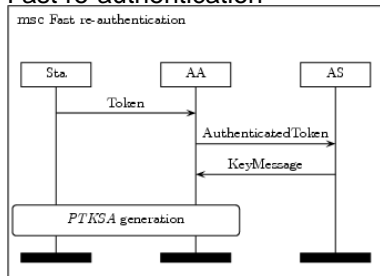 Fast re-authentication
msc Fast re-authentication
Sta.
AA
AS
Token
AuthenticatedToken
KeyMessage
PTKSA generation